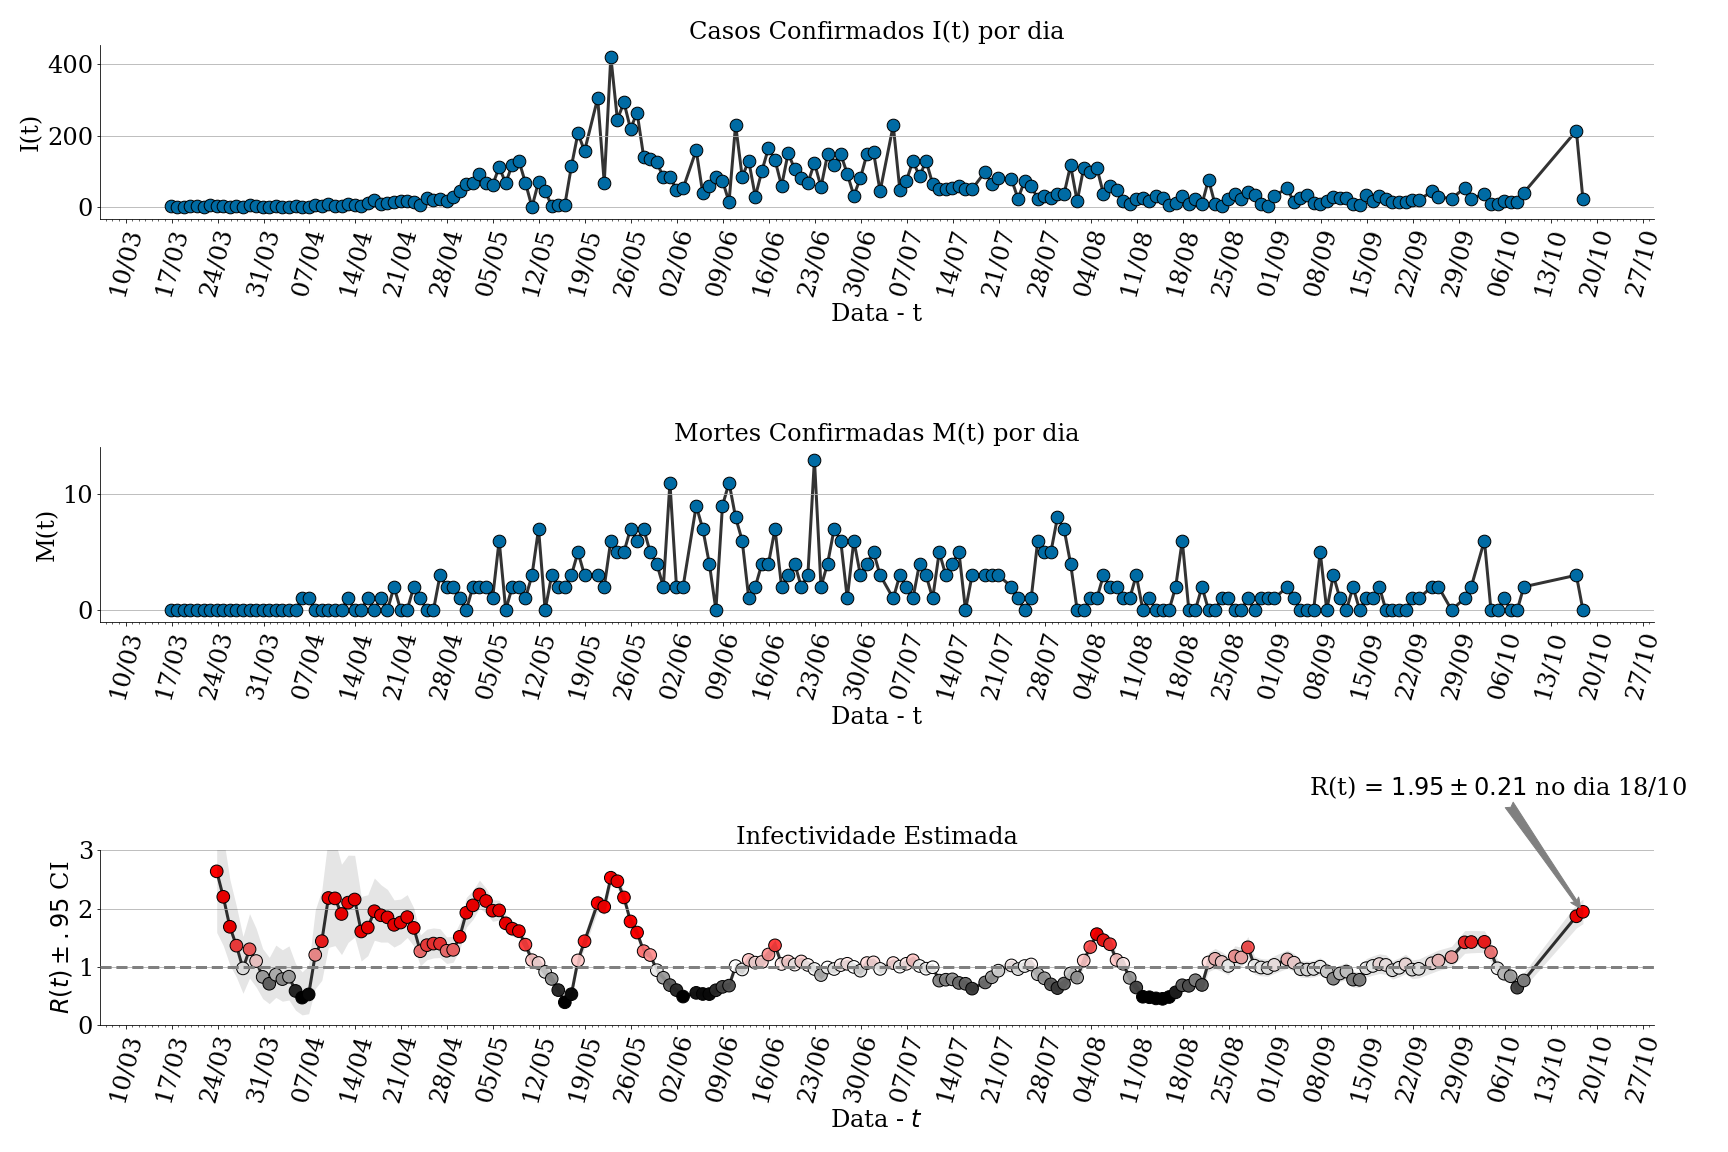 Casos Confirmados I(t) por dia
I(t)
400
200
0
10/03 17/03 24/03 31/03 07/04 14/04 21/04 28/04 05/05 12/05 19/05 26/05 02/06 09/06 16/06 23/06 30/06 07/07 14/07 21/07 28/07 04/08 11/08 18/08 25/08 01/09 08/09 15/09 22/09 29/09 06/10 13/10 20/10 27/10
Data - t
Mortes Confirmadas M(t) por dia
M(t)
10
0
10/03 17/03 24/03 31/03 07/04 14/04 21/04 28/04 05/05 12/05 19/05 26/05 02/06 09/06 16/06 23/06 30/06 07/07 14/07 21/07 28/07 04/08 11/08 18/08 25/08 01/09 08/09 15/09 22/09 29/09 06/10 13/10 20/10 27/10
Data - t
R(t) = 1.95 ± 0.21 no dia 18/10
Infectividade Estimada
R(t) ± .95 CI
3
2
1
0
10/03 17/03 24/03 31/03 07/04 14/04 21/04 28/04 05/05 12/05 19/05 26/05 02/06 09/06 16/06 23/06 30/06 07/07 14/07 21/07 28/07 04/08 11/08 18/08 25/08 01/09 08/09 15/09 22/09 29/09 06/10 13/10 20/10 27/10
Data - t